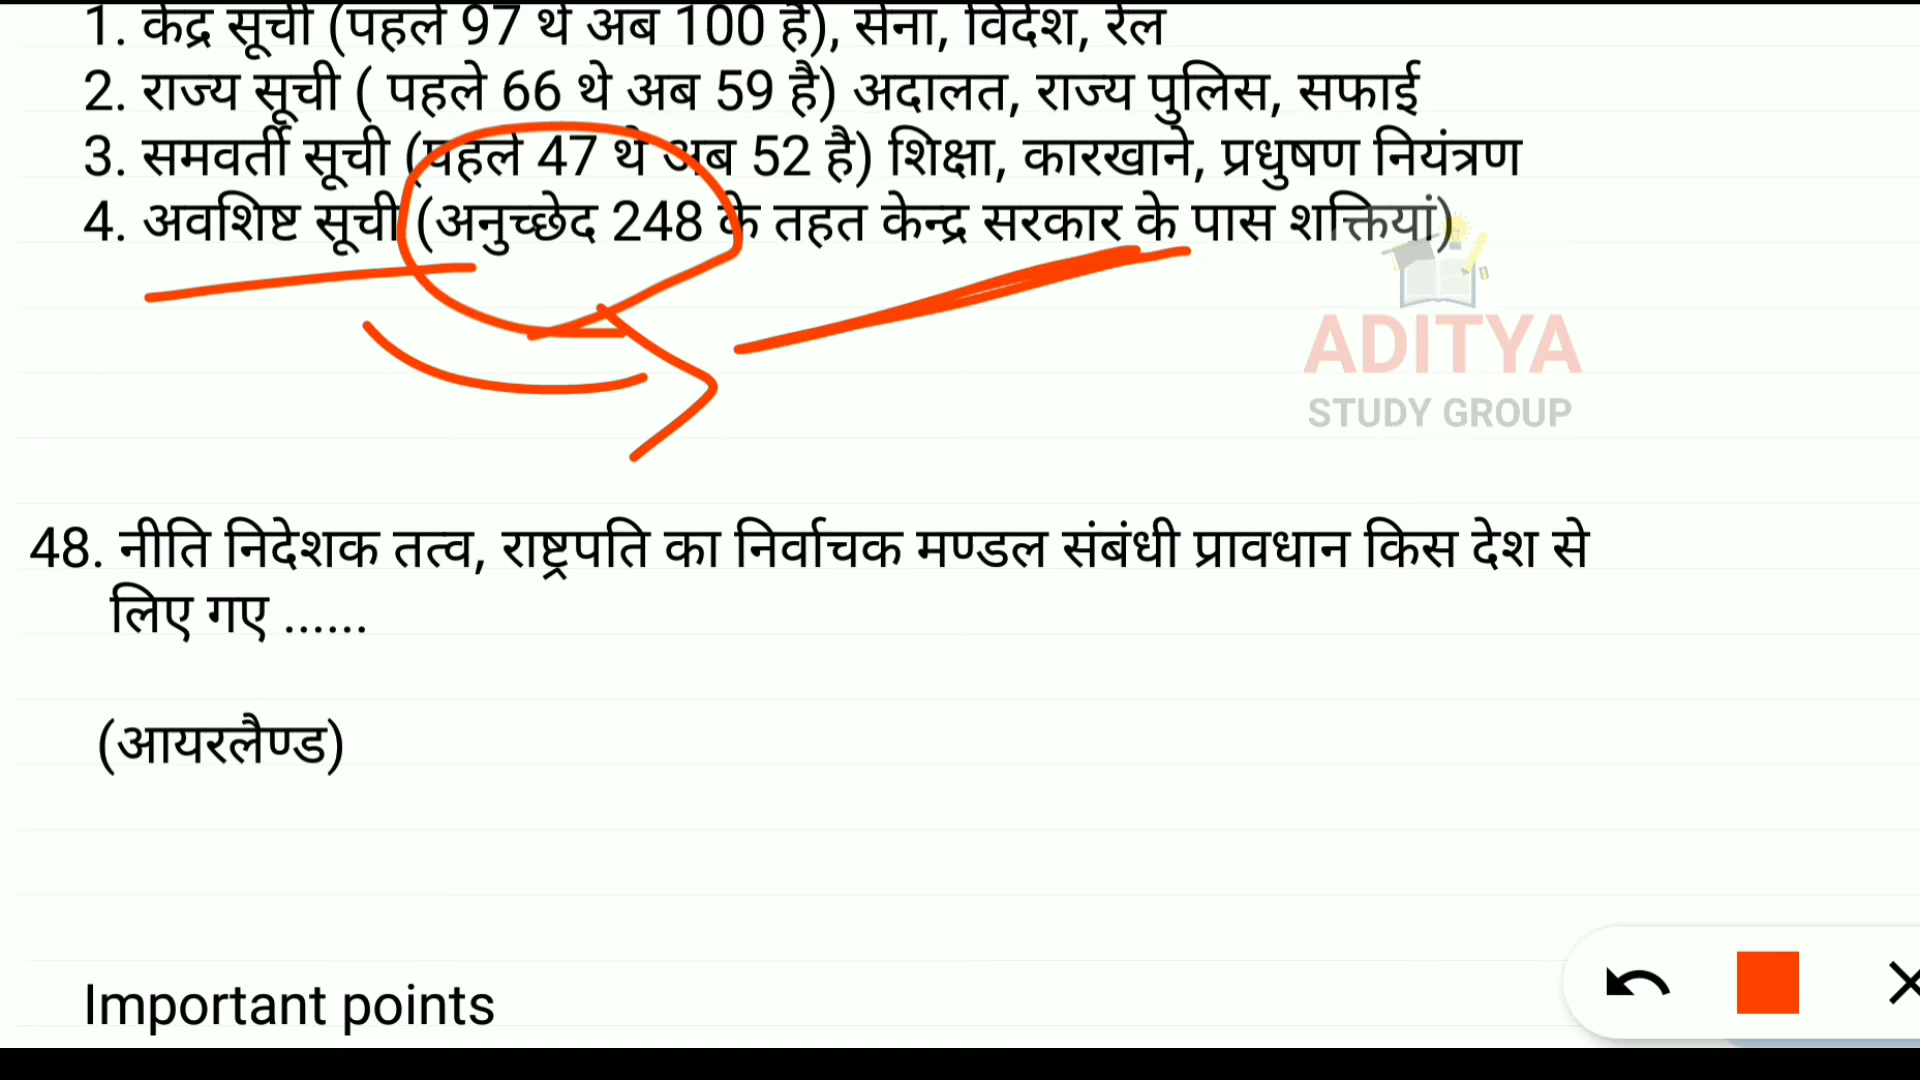 1. केंद्र सूची (पहले 97 थे अब 100 है), सेना, विदेश, रेल
2. राज्य सूची ( पहले 66 थे अब 59 है) अदालत, राज्य पुलिस, सफाई
3. समवर्ती सूची (पहले 47 थे अब 52 है) शिक्षा, कारखाने, प्रधुषण नियंत्रण
4. अवशिष्ट सूची (अनुच्छेद 248 के तहत केन्द्र सरकार के पास शक्तियां)
ADITYA
STUDY GROUP
48. नीति निदेशक तत्व, राष्ट्रपति का निर्वाचक मण्डल संबंधी प्रावधान किस देश से
लिए गए ......
(आयरलैण्ड)
Important points